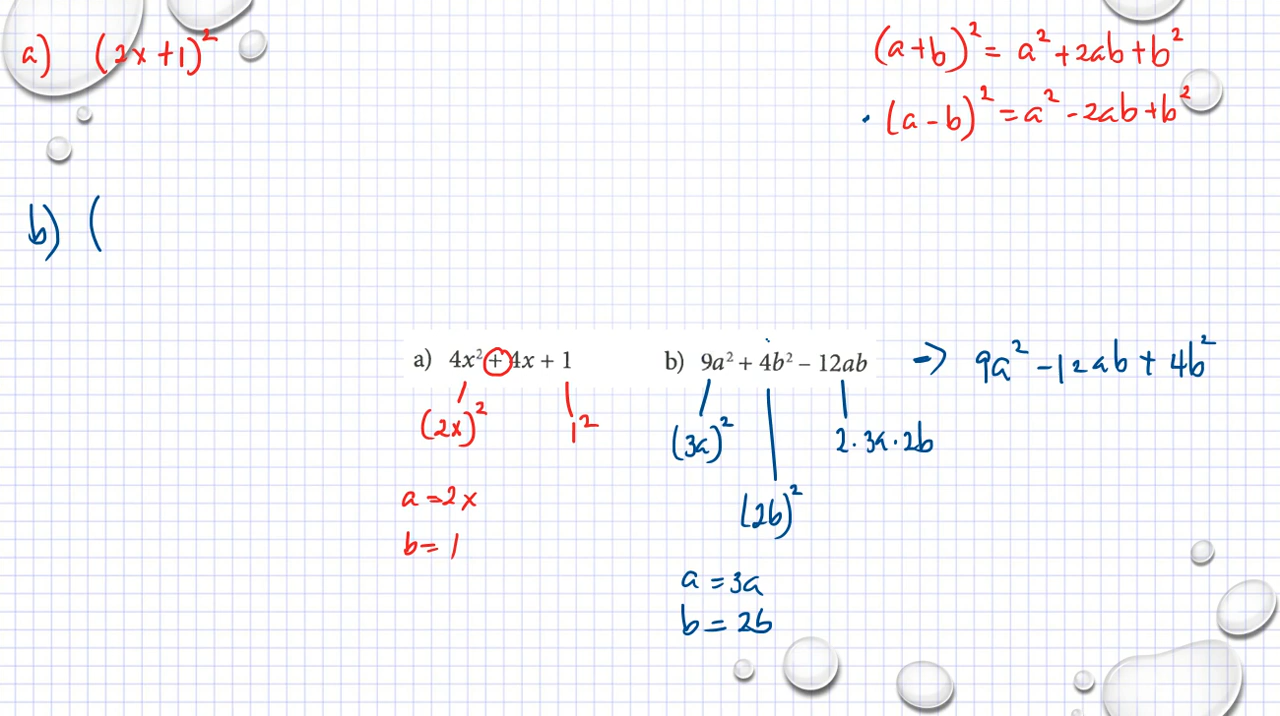 a) (2x+1)²
(a+b)² = a² + 2ab + b²
· (a-b)² = a² - 2ab + b²
b) (
a) 4x² + 4x + 1
b) 9a² + 4b² − 12ab
-> 9a² - 12ab + 4b²
(2x)²
1²
(3a)²
2·3a·2b
(2b)²
a = 2x
b = 1
a = 3a
b = 2b